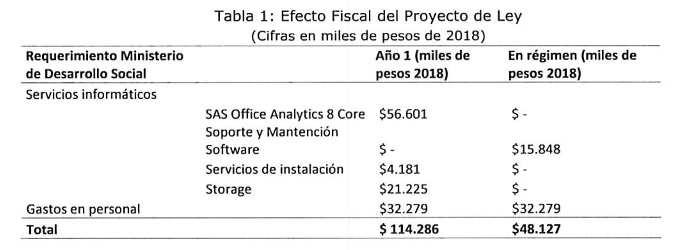 Tabla 1: Efecto Fiscal del Proyecto de Ley
(Cifras en miles de pesos de 2018)
Requerimiento Ministerio de Desarrollo Social Año 1 (miles de pesos 2018) En régimen (miles de pesos 2018)
Servicios informáticos
SAS Office Analytics 8 Core $56.601 $ -
Soporte y Mantención Software $ - $15.848
Servicios de instalación $4.181 $ -
Storage $21.225 $ -
Gastos en personal $32.279 $32.279
Total $ 114.286 $48.127